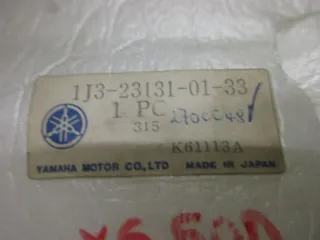 1J3-23131-01-33
1 PC
315
K61113A
YAMAHA MOTOR CO., LTD MADE IN JAPAN